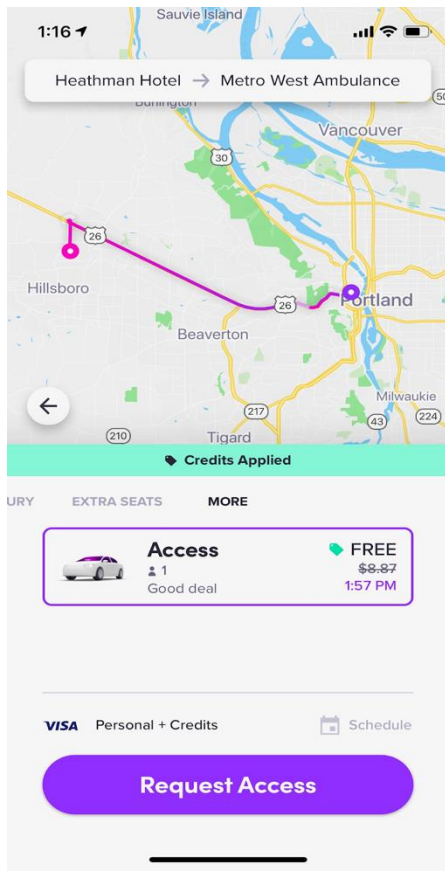 1:16
Sauvie Island
Heathman Hotel → Metro West Ambulance
Burlington
50
Vancouver
30
26
Hillsboro
26
Portland
Beaverton
Milwaukie
217
43
224
210
Tigard
Credits Applied
URY EXTRA SEATS MORE
Access FREE
1 $8.87
Good deal 1:57 PM
VISA Personal + Credits Schedule
Request Access